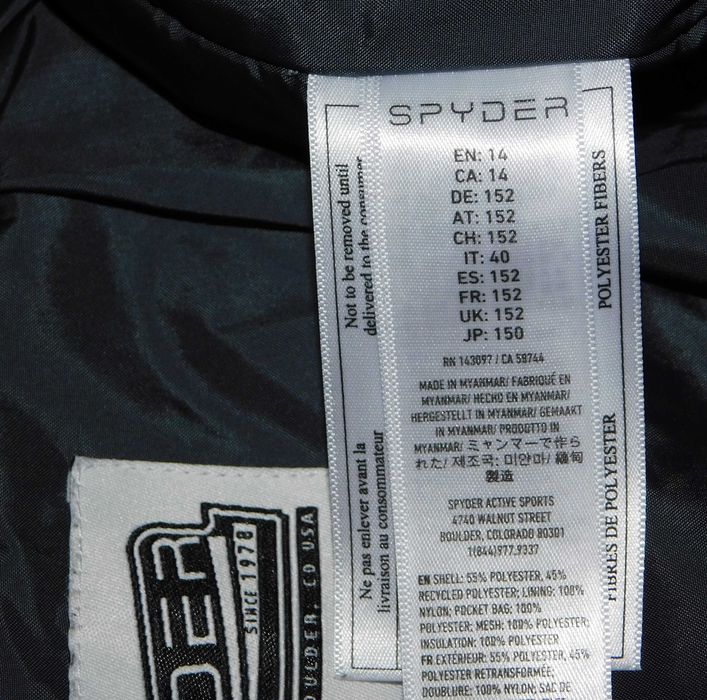 SPYDER
EN: 14
CA: 14
DE: 152
AT: 152
CH: 152
IT: 40
ES: 152
FR: 152
UK: 152
JP: 150
RN 143097 / CA 58744
MADE IN MYANMAR/ FABRIQUÉ EN
MYANMAR/ HECHO EN MYANMAR/
HERGESTELLT IN MYANMAR/ GEMAAKT
IN MYANMAR/ PRODOTTO IN
MYANMAR/ ミャンマーで作ら
れた/ 제조국: 미얀마/ 緬甸
製造
SPYDER ACTIVE SPORTS
4740 WALNUT STREET
BOULDER, COLORADO 80301
1(844)977.9337
EN SHELL: 55% POLYESTER, 45%
RECYCLED POLYESTER; LINING: 100%
NYLON; POCKET BAG: 100%
POLYESTER; MESH: 100% POLYESTER;
INSULATION: 100% POLYESTER
FR EXTÉRIEUR: 55% POLYESTER, 45%
POLYESTER RETRANSFORMÉE;
DOUBLURE: 100% NYLON; SAC DE
Not to be removed until
delivered to the consumer
Ne pas enlever avant la
livraison au consommateur
POLYESTER FIBERS
FIBRES DE POLYESTER
DER
SINCE 1978
OULDER, CO USA